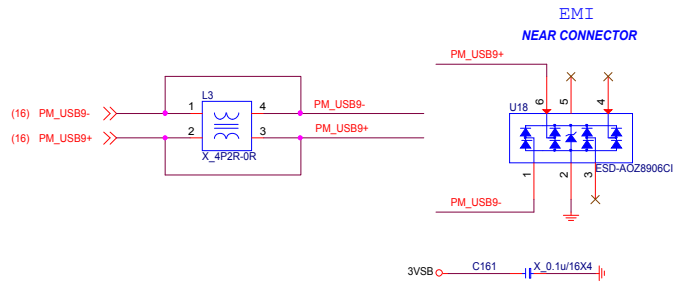 EMI
NEAR CONNECTOR
PM_USB9+
L3
U18
6
5
4
(16) PM_USB9-
1
4
PM_USB9-
(16) PM_USB9+
2
3
PM_USB9+
X_4P2R-0R
ESD-AOZ8906CI
1
2
3
PM_USB9-
3VSB
C161
X_0.1u/16X4